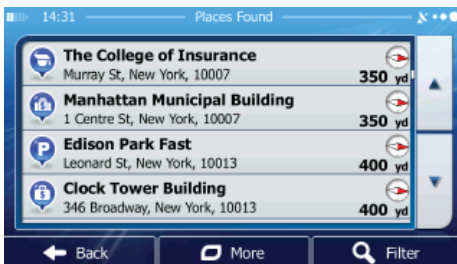 14:31 Places Found
The College of Insurance
Murray St, New York, 10007 350 yd
Manhattan Municipal Building
1 Centre St, New York, 10007 350 yd
Edison Park Fast
Leonard St, New York, 10013 400 yd
Clock Tower Building
346 Broadway, New York, 10013 400 yd
Back More Filter